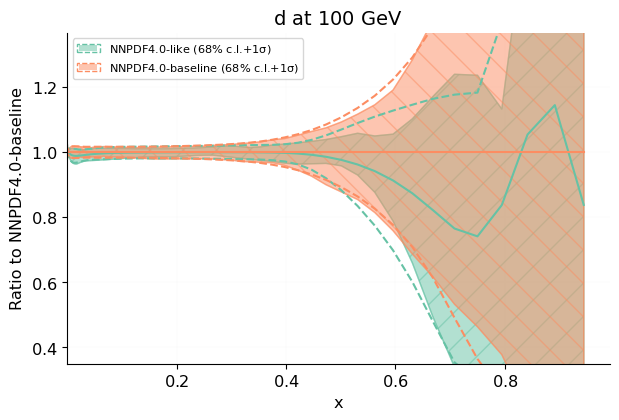 d at 100 GeV
NNPDF4.0-like (68% c.l.+1σ)
NNPDF4.0-baseline (68% c.l.+1σ)
Ratio to NNPDF4.0-baseline
1.2
1.0
0.8
0.6
0.4
0.2 0.4 0.6 0.8
x